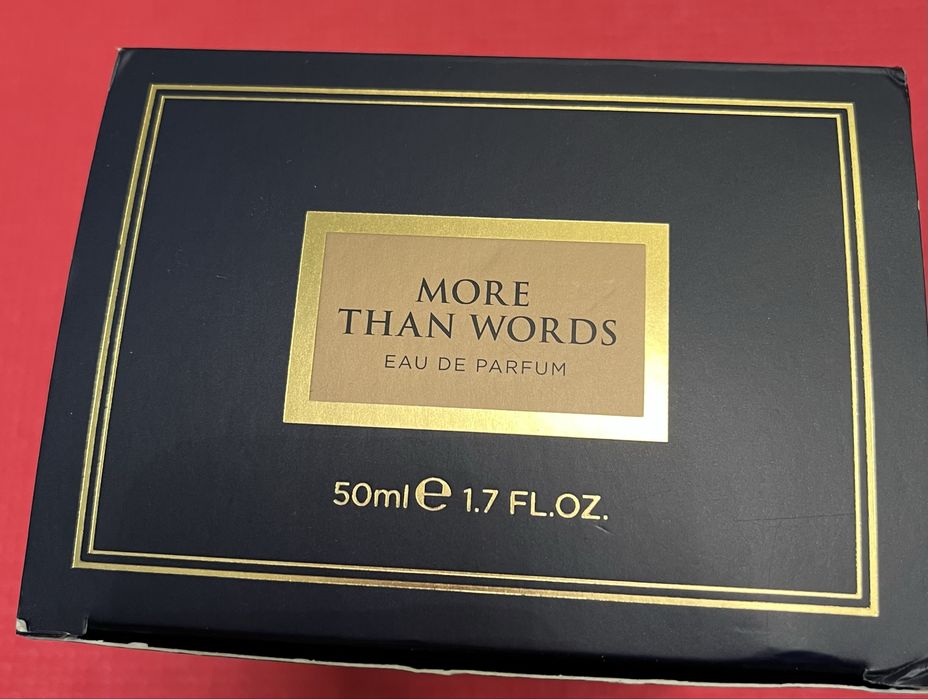 MORE
THAN WORDS
EAU DE PARFUM
50ml e 1.7 FL.OZ.